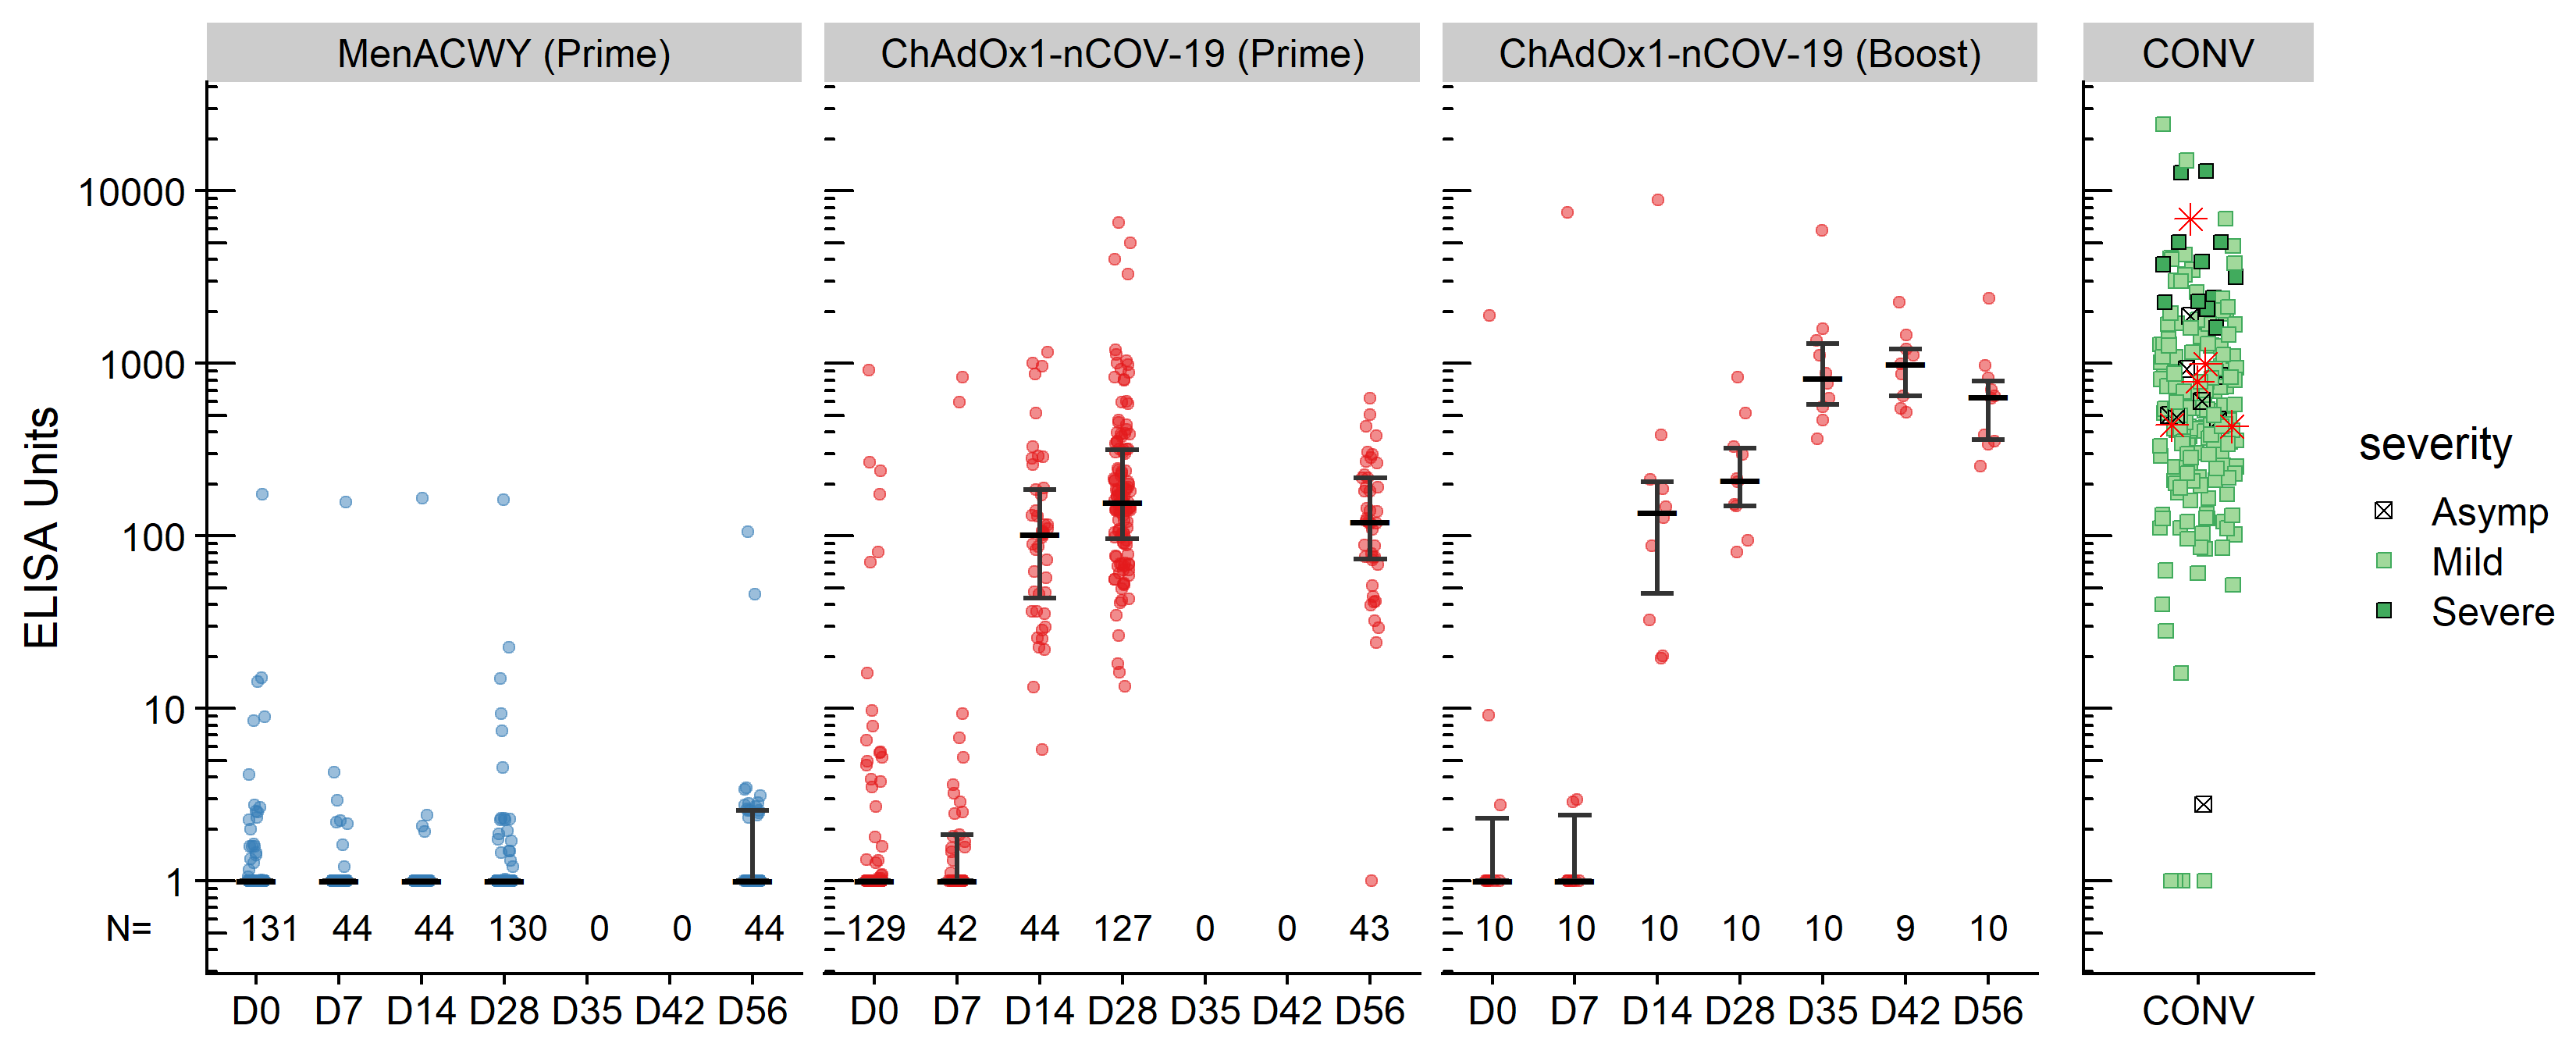 MenACWY (Prime) ChAdOx1-nCOV-19 (Prime) ChAdOx1-nCOV-19 (Boost) CONV
ELISA Units
10000
1000
100
10
1
N= 131 44 44 130 0 0 44 129 42 44 127 0 0 43 10 10 10 10 10 9 10
D0 D7 D14 D28 D35 D42 D56 D0 D7 D14 D28 D35 D42 D56 D0 D7 D14 D28 D35 D42 D56 CONV
severity
Asymp
Mild
Severe